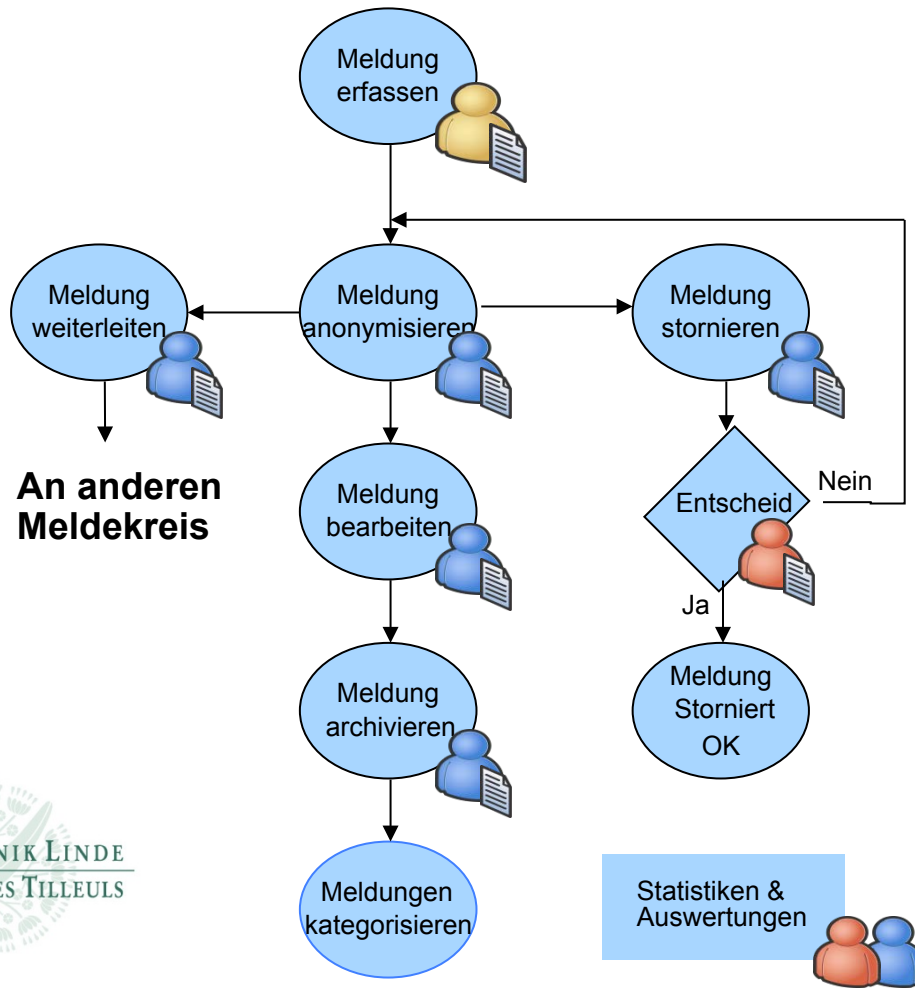 Meldung
erfassen
Meldung
weiterleiten
Meldung
anonymisieren
Meldung
stornieren
An anderen
Meldekreis
Meldung
bearbeiten
Entscheid
Nein
Ja
Meldung
archivieren
Meldung
Storniert
OK
NIK LINDE
ES TILLEULS
Meldungen
kategorisieren
Statistiken &
Auswertungen